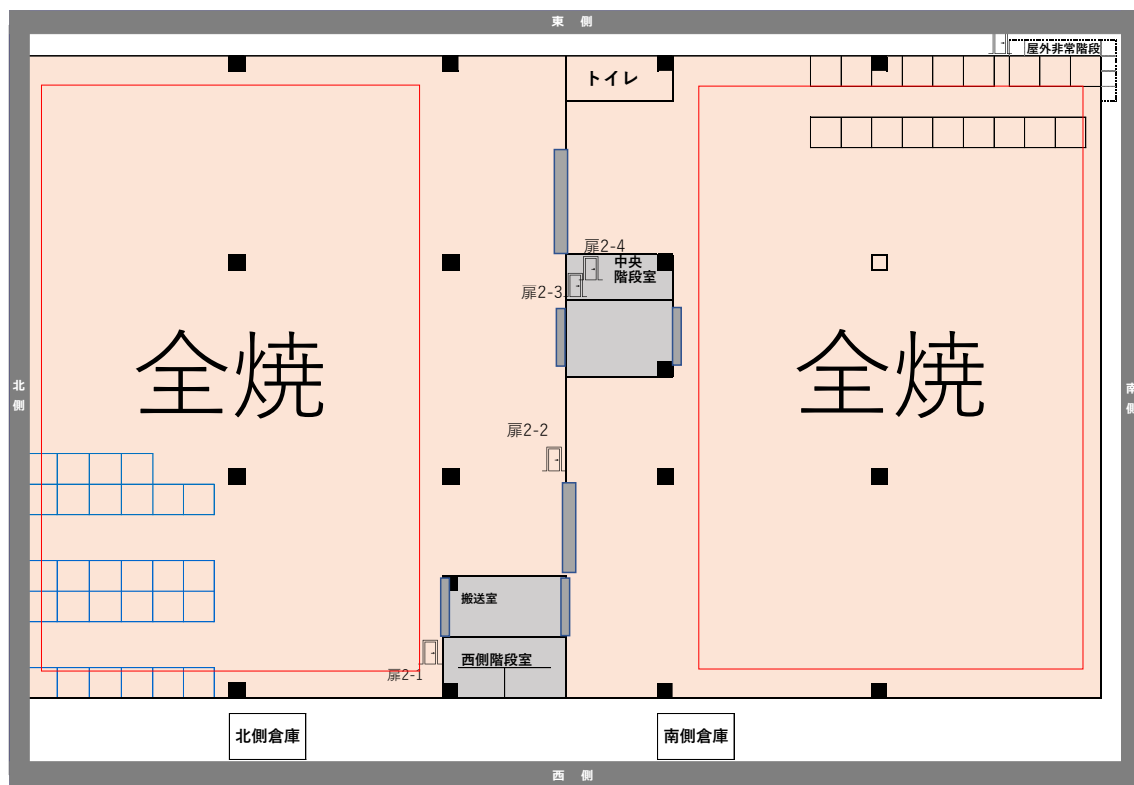 東 側
屋外非常階段
トイレ
扉2-4
中央
階段室
扉2-3
全焼
全焼
北
側
南
側
扉2-2
搬送室
西側階段室
扉2-1
北側倉庫
南側倉庫
西 側